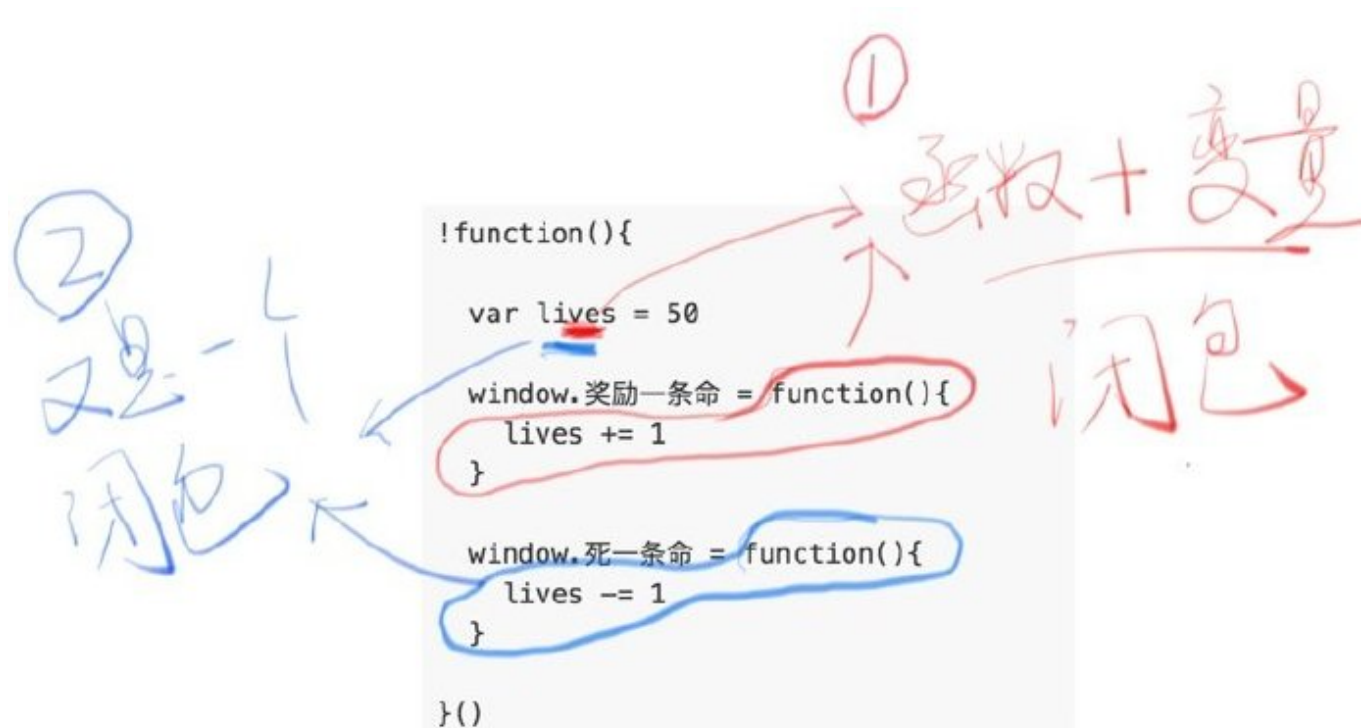 ①
函数 + 变量
闭包
②
又是一个
闭包
!function(){
var lives = 50
window.奖励一条命 = function(){
lives += 1
}
window.死一条命 = function(){
lives -= 1
}
}()